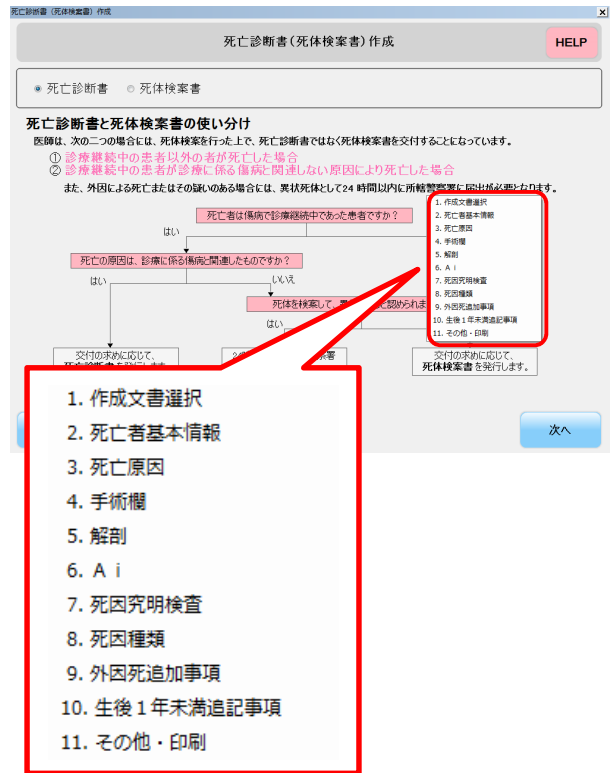 死亡診断書（死体検案書）作成
x
死亡診断書(死体検案書)作成
HELP
死亡診断書
死体検案書
死亡診断書と死体検案書の使い分け
医師は、次の二つの場合には、死体検案を行った上で、死亡診断書ではなく死体検案書を交付することになっています。
① 診療継続中の患者以外の者が死亡した場合
② 診療継続中の患者が診療に係る傷病と関連しない原因により死亡した場合
また、外因による死亡またはその疑いのある場合には、異状死体として24 時間以内に所轄警察署に届出が必要となります。
死亡者は傷病で診療継続中であった患者ですか？
はい
死亡の原因は、診療に係る傷病と関連したものですか？
はい
いいえ
死体を検案して、異
と認められま
はい
交付の求めに応じて、
死亡診断書を発行します。
24
察署
交付の求めに応じて、
死体検案書を発行します。
1. 作成文書選択
2. 死亡者基本情報
3. 死亡原因
4. 手術欄
5. 解剖
6. Ａｉ
7. 死因究明検査
8. 死因種類
9. 外因死追加事項
10. 生後１年未満追記事項
11. その他・印刷
次へ
1. 作成文書選択
2. 死亡者基本情報
3. 死亡原因
4. 手術欄
5. 解剖
6. Ａｉ
7. 死因究明検査
8. 死因種類
9. 外因死追加事項
10. 生後１年未満追記事項
11. その他・印刷